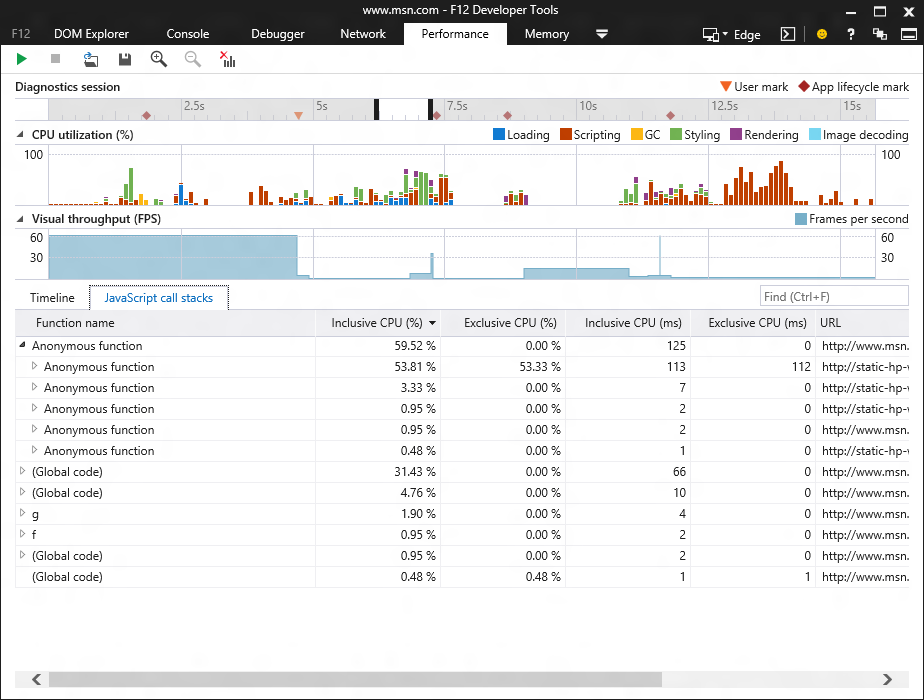 www.msn.com - F12 Developer Tools
F12 DOM Explorer Console Debugger Network Performance Memory Edge ?
Diagnostics session User mark App lifecycle mark
2.5s 5s 7.5s 10s 12.5s 15s
CPU utilization (%) Loading Scripting GC Styling Rendering Image decoding
100 100
Visual throughput (FPS) Frames per second
60 60
30 30
Timeline JavaScript call stacks Find (Ctrl+F)
Function name Inclusive CPU (%) Exclusive CPU (%) Inclusive CPU (ms) Exclusive CPU (ms) URL
Anonymous function 59.52 % 0.00 % 125 0 http://www.msn.
Anonymous function 53.81 % 53.33 % 113 112 http://static-hp-w
Anonymous function 3.33 % 0.00 % 7 0 http://static-hp-w
Anonymous function 0.95 % 0.00 % 2 0 http://static-hp-w
Anonymous function 0.95 % 0.00 % 2 0 http://www.msn.
Anonymous function 0.48 % 0.00 % 1 0 http://static-hp-w
(Global code) 31.43 % 0.00 % 66 0 http://www.msn.
(Global code) 4.76 % 0.00 % 10 0 http://www.msn.
g 1.90 % 0.00 % 4 0 http://www.msn.
f 0.95 % 0.00 % 2 0 http://www.msn.
(Global code) 0.95 % 0.00 % 2 0 http://www.msn.
(Global code) 0.48 % 0.48 % 1 1 http://www.msn.